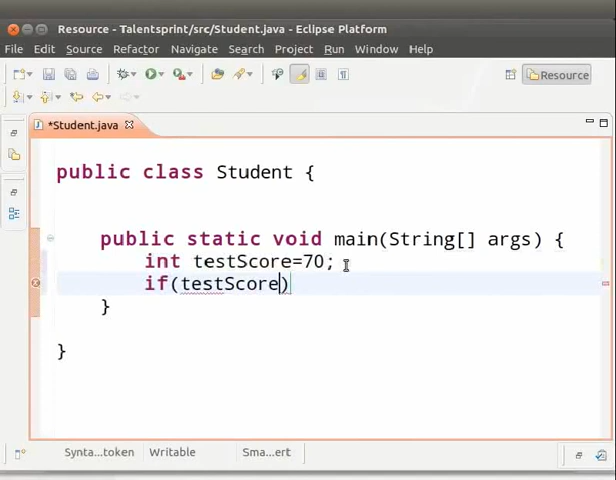 Resource - Talentsprint/src/Student.java - Eclipse Platform
File Edit Source Refactor Navigate Search Project Run Window Help
Resource
*Student.java
public class Student {
public static void main(String[] args) {
int testScore=70;
if(testScore)
}
}
Synta...token Writable Sma...ert